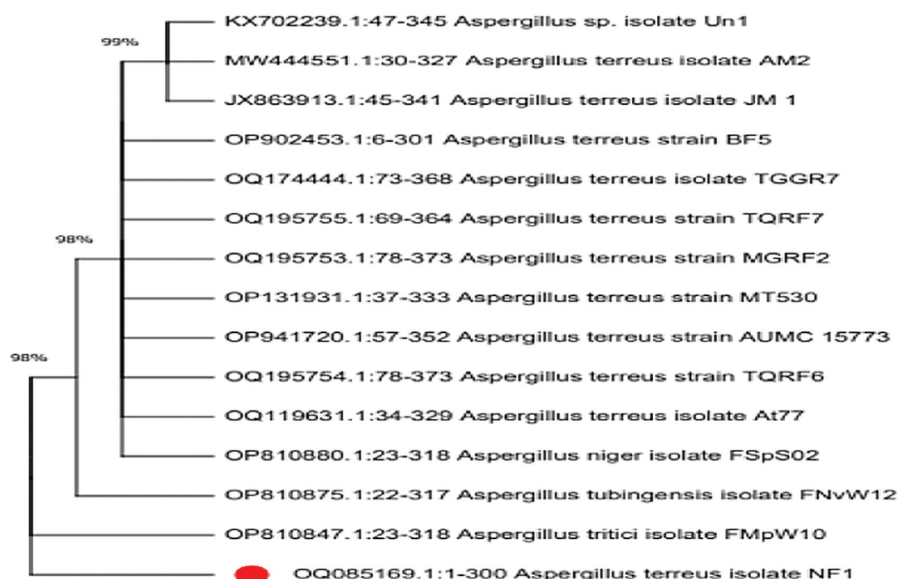 KX702239.1:47-345 Aspergillus sp. isolate Un1
99%
MW444551.1:30-327 Aspergillus terreus isolate AM2
JX863913.1:45-341 Aspergillus terreus isolate JM 1
OP902453.1:6-301 Aspergillus terreus strain BF5
OQ174444.1:73-368 Aspergillus terreus isolate TGGR7
OQ195755.1:69-364 Aspergillus terreus strain TQRF7
98%
OQ195753.1:78-373 Aspergillus terreus strain MGRF2
OP131931.1:37-333 Aspergillus terreus strain MT530
OP941720.1:57-352 Aspergillus terreus strain AUMC 15773
98%
OQ195754.1:78-373 Aspergillus terreus strain TQRF6
OQ119631.1:34-329 Aspergillus terreus isolate At77
OP810880.1:23-318 Aspergillus niger isolate FSpS02
OP810875.1:22-317 Aspergillus tubingensis isolate FNvW12
OP810847.1:23-318 Aspergillus tritici isolate FMpW10
OQ085169.1:1-300 Aspergillus terreus isolate NF1